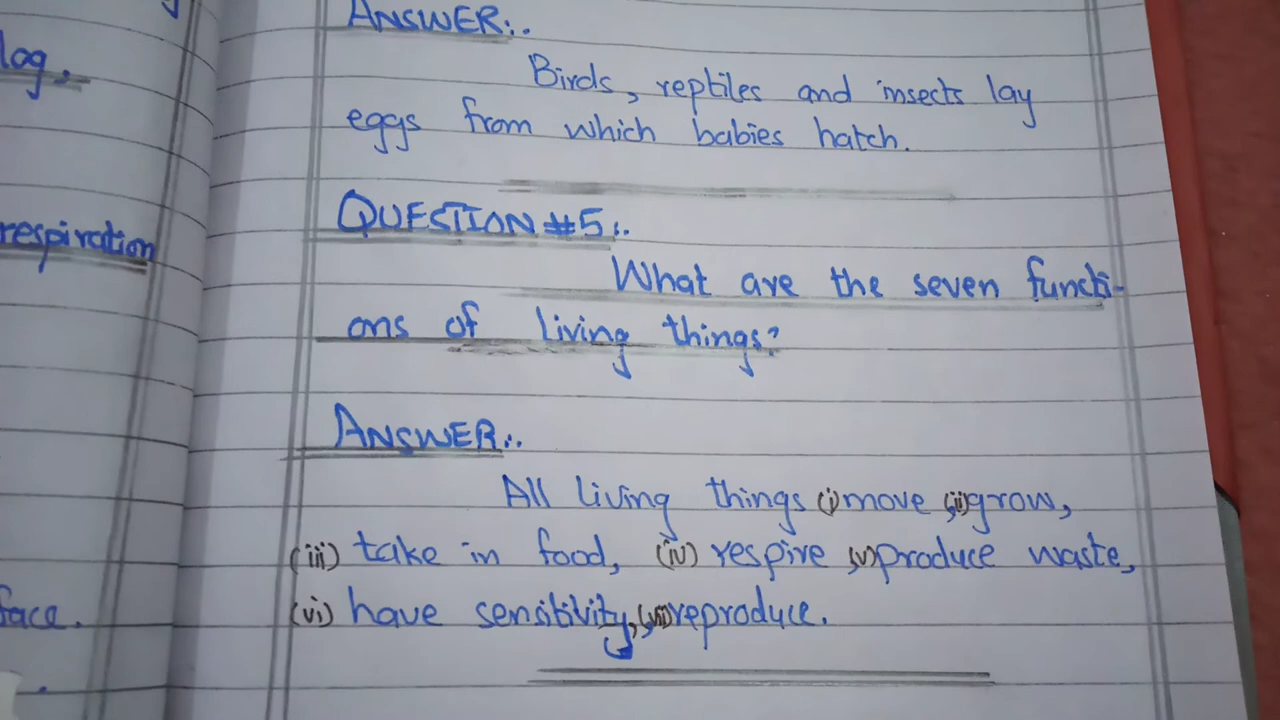 log.
respiration
face.
ANSWER:.
Birds, reptiles and insects lay
eggs from which babies hatch.
QUESTION #5:.
What are the seven functi-
ons of living things?
ANSWER:.
All living things (i) move, (ii) grow,
(iii) take in food, (iv) respire, (v) produce waste,
(vi) have sensitivity, (vii) reproduce.